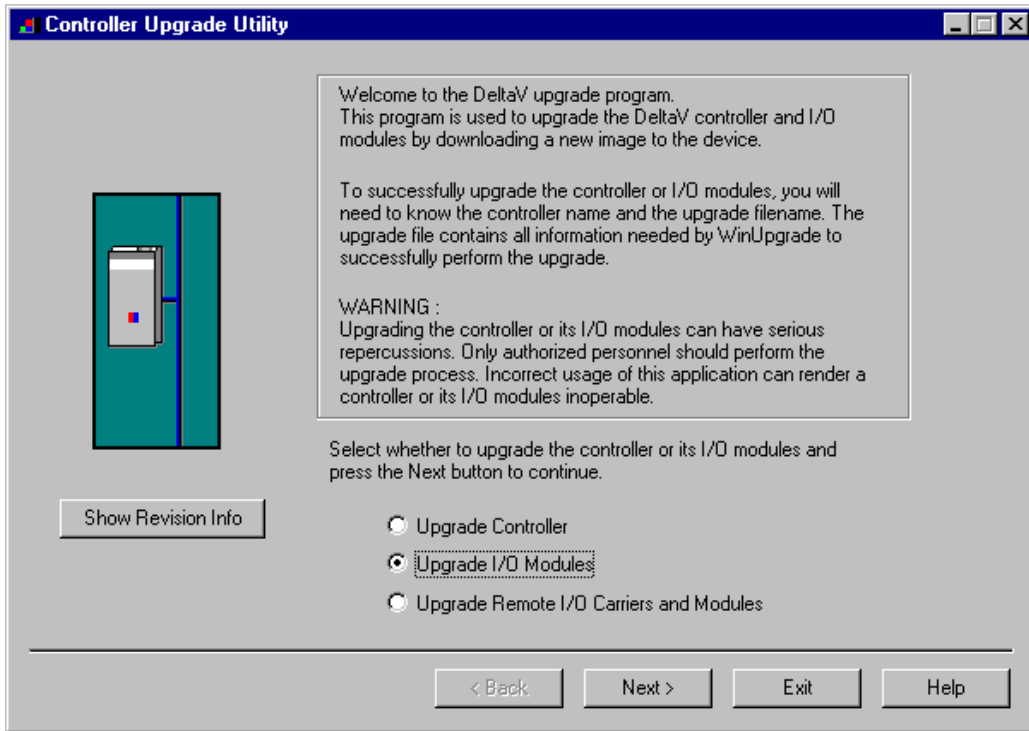 Controller Upgrade Utility
Welcome to the DeltaV upgrade program.
This program is used to upgrade the DeltaV controller and I/O
modules by downloading a new image to the device.
To successfully upgrade the controller or I/O modules, you will
need to know the controller name and the upgrade filename. The
upgrade file contains all information needed by WinUpgrade to
successfully perform the upgrade.
WARNING :
Upgrading the controller or its I/O modules can have serious
repercussions. Only authorized personnel should perform the
upgrade process. Incorrect usage of this application can render a
controller or its I/O modules inoperable.
Select whether to upgrade the controller or its I/O modules and
press the Next button to continue.
Show Revision Info
Upgrade Controller
Upgrade I/O Modules
Upgrade Remote I/O Carriers and Modules
< Back
Next >
Exit
Help